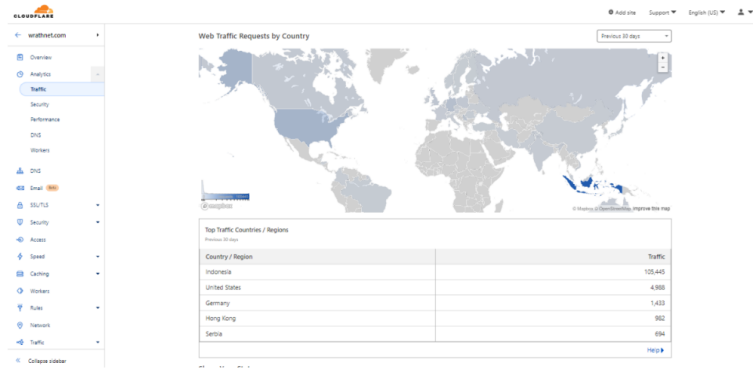 CLOUDFLARE
Add site
Support
English (US)
wrathnet.com
Overview
Analytics
Traffic
Security
Performance
DNS
Workers
DNS
Email Beta
SSL/TLS
Security
Access
Speed
Caching
Workers
Rules
Network
Traffic
Collapse sidebar
Web Traffic Requests by Country
Previous 30 days
+
-
mapbox
© Mapbox © OpenStreetMap Improve this map
Top Traffic Countries / Regions
Previous 30 days
Country / Region Traffic
Indonesia 105,445
United States 4,988
Germany 1,433
Hong Kong 982
Serbia 694
Help